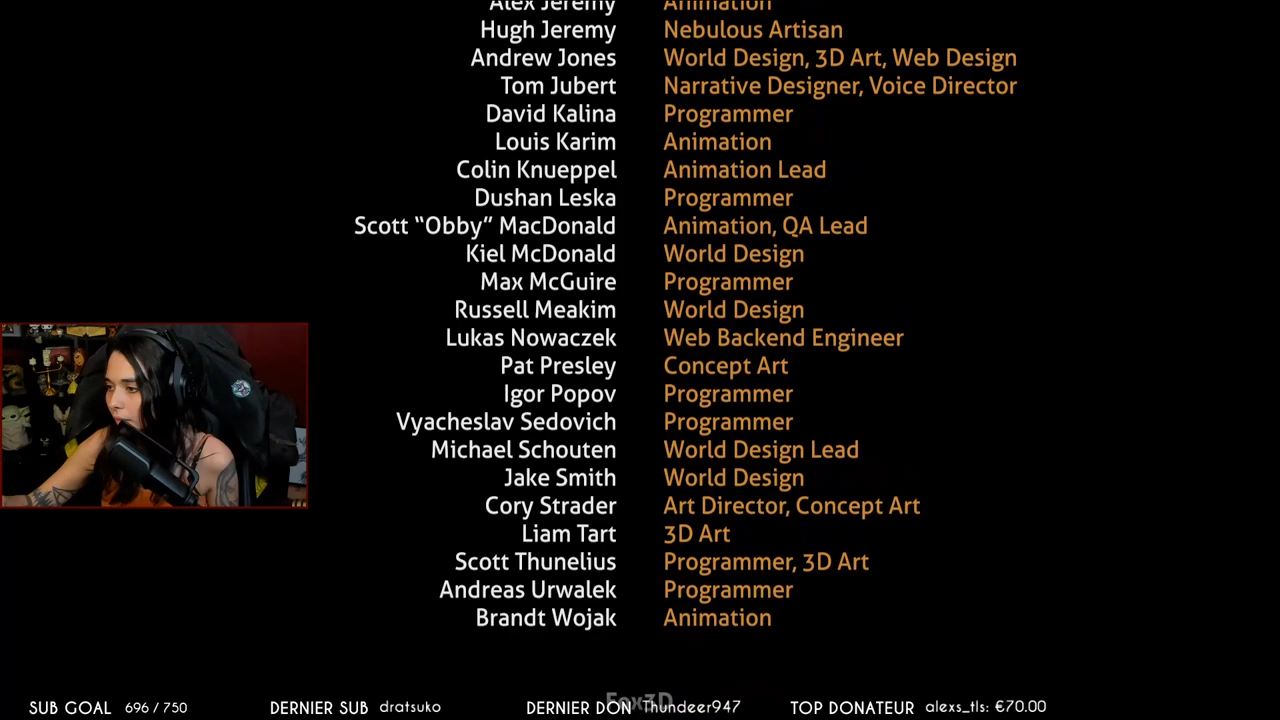 Alex Jeremy Animation
Hugh Jeremy Nebulous Artisan
Andrew Jones World Design, 3D Art, Web Design
Tom Jubert Narrative Designer, Voice Director
David Kalina Programmer
Louis Karim Animation
Colin Knueppel Animation Lead
Dushan Leska Programmer
Scott “Obby” MacDonald Animation, QA Lead
Kiel McDonald World Design
Max McGuire Programmer
Russell Meakim World Design
Lukas Nowaczek Web Backend Engineer
Pat Presley Concept Art
Igor Popov Programmer
Vyacheslav Sedovich Programmer
Michael Schouten World Design Lead
Jake Smith World Design
Cory Strader Art Director, Concept Art
Liam Tart 3D Art
Scott Thunelius Programmer, 3D Art
Andreas Urwalek Programmer
Brandt Wojak Animation
Fox3D
SUB GOAL 696 / 750 DERNIER SUB dratsuko DERNIER DON Thundeer947 TOP DONATEUR alexs_tls: €70.00